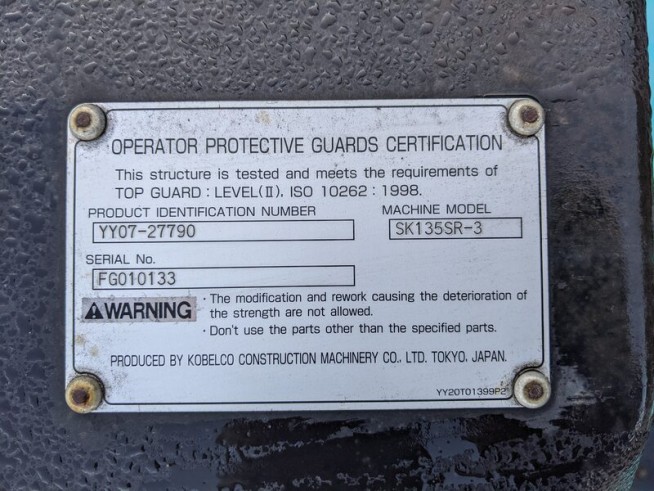 OPERATOR PROTECTIVE GUARDS CERTIFICATION
This structure is tested and meets the requirements of
TOP GUARD : LEVEL(Ⅱ), ISO 10262 : 1998.
PRODUCT IDENTIFICATION NUMBER
YY07-27790
MACHINE MODEL
SK135SR-3
SERIAL No.
FG010133
WARNING
· The modification and rework causing the deterioration of
the strength are not allowed.
· Don't use the parts other than the specified parts.
PRODUCED BY KOBELCO CONSTRUCTION MACHINERY CO., LTD. TOKYO, JAPAN.
YY20T01399P2